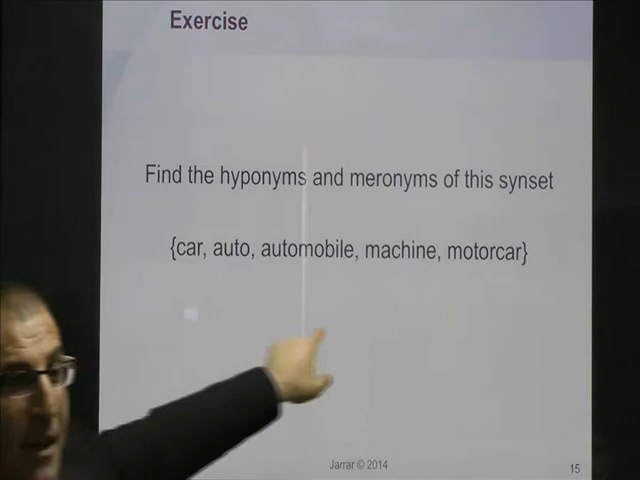 Exercise
Find the hyponyms and meronyms of this synset
{car, auto, automobile, machine, motorcar}
Jarrar © 2014
15